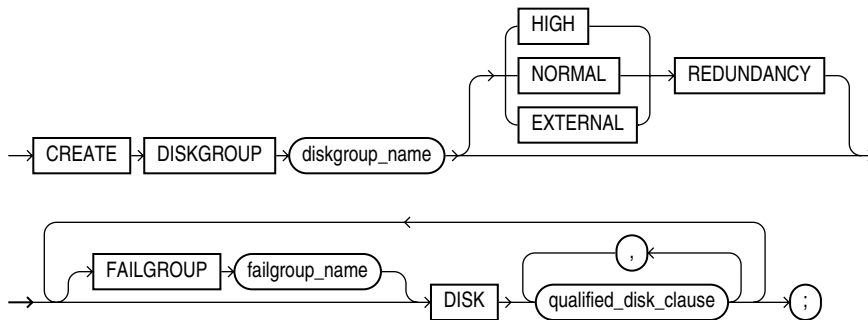 HIGH
NORMAL REDUNDANCY
EXTERNAL
CREATE DISKGROUP diskgroup_name
,
FAILGROUP failgroup_name
DISK qualified_disk_clause ;